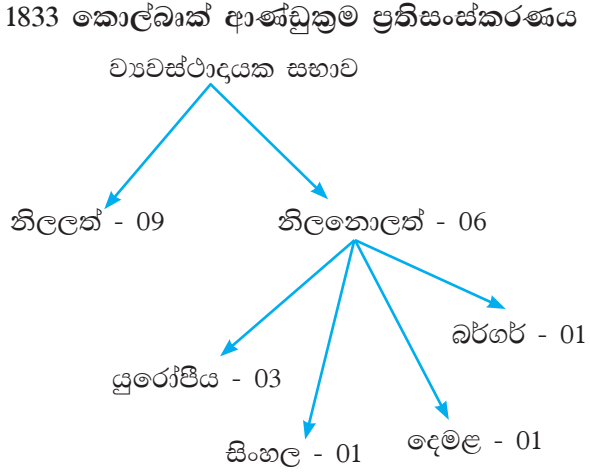 1833 කොල්බෲක් ආණ්ඩුක්‍රම ප්‍රතිසංස්කරණය
ව්‍යවස්ථාදායක සභාව
නිලලත් - 09
නිලනොලත් - 06
බර්ගර් - 01
යුරෝපීය - 03
දෙමළ - 01
සිංහල - 01